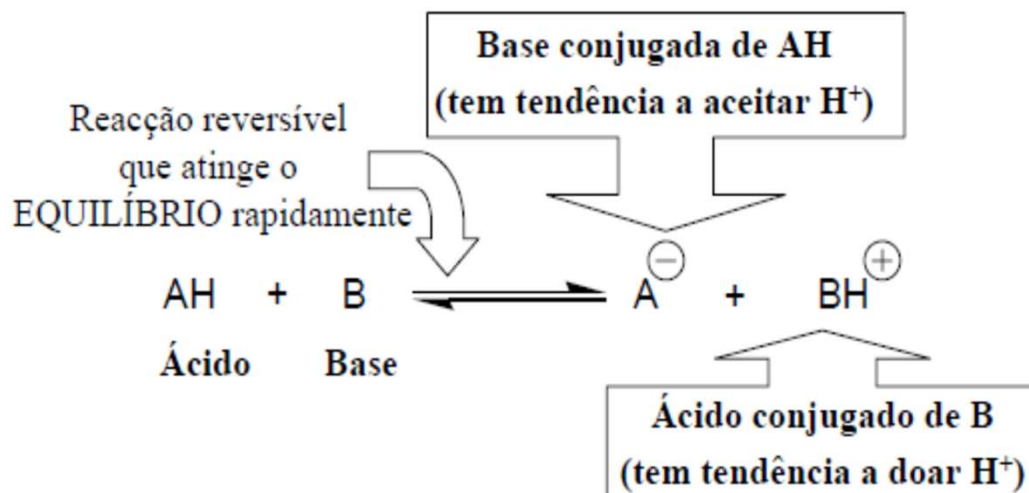 Base conjugada de AH
(tem tendência a aceitar H⁺)
Reacção reversível
que atinge o
EQUILÍBRIO rapidamente
AH + B ⇌ A⊖ + BH⊕
Ácido Base
Ácido conjugado de B
(tem tendência a doar H⁺)